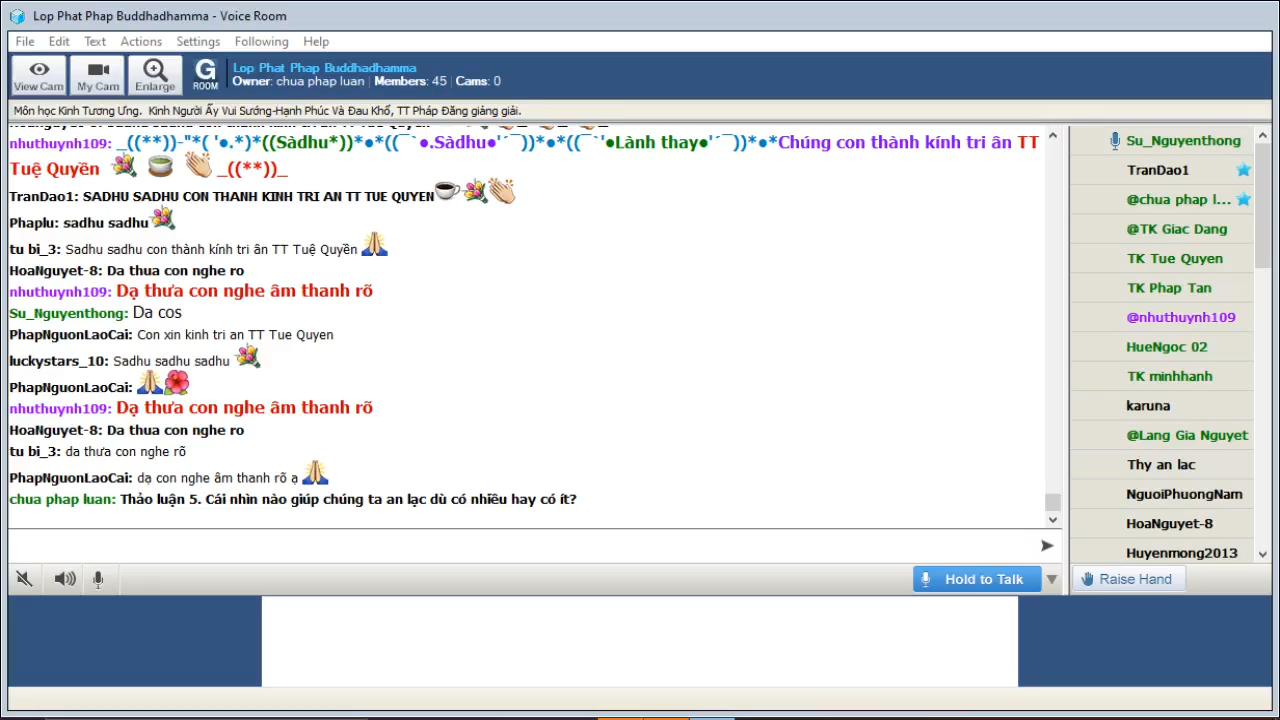 Lop Phat Phap Buddhadhamma - Voice Room
File Edit Text Actions Settings Following Help
View Cam My Cam Enlarge G ROOM
Lop Phat Phap Buddhadhamma
Owner: chua phap luan | Members: 45 | Cams: 0
Môn học Kinh Tương Ưng. Kinh Người Ấy Vui Sướng-Hạnh Phúc Và Đau Khổ, TT Pháp Đăng giảng giải.
nhuthuynh109: _((**))-"*( '●.*)*((Sàdhu*))*●*((¯`●.Sàdhu●'´¯))*●*((¯`'●Lành thay●'´¯))*●*Chúng con thành kính tri ân TT
Tuệ Quyền _((**))_
TranDao1: SADHU SADHU CON THANH KINH TRI AN TT TUE QUYEN
Phaplu: sadhu sadhu
tu bi_3: Sadhu sadhu con thành kính tri ân TT Tuệ Quyền
HoaNguyet-8: Da thua con nghe ro
nhuthuynh109: Dạ thưa con nghe âm thanh rõ
Su_Nguyenthong: Da cos
PhapNguonLaoCai: Con xin kinh tri an TT Tue Quyen
luckystars_10: Sadhu sadhu sadhu
PhapNguonLaoCai:
nhuthuynh109: Dạ thưa con nghe âm thanh rõ
HoaNguyet-8: Da thua con nghe ro
tu bi_3: da thưa con nghe rõ
PhapNguonLaoCai: dạ con nghe âm thanh rõ ạ
chua phap luan: Thảo luận 5. Cái nhìn nào giúp chúng ta an lạc dù có nhiều hay có ít?
Hold to Talk
Su_Nguyenthong
TranDao1
@chua phap l...
@TK Giac Dang
TK Tue Quyen
TK Phap Tan
@nhuthuynh109
HueNgoc 02
TK minhhanh
karuna
@Lang Gia Nguyet
Thy an lac
NguoiPhuongNam
HoaNguyet-8
Huyenmong2013
Raise Hand